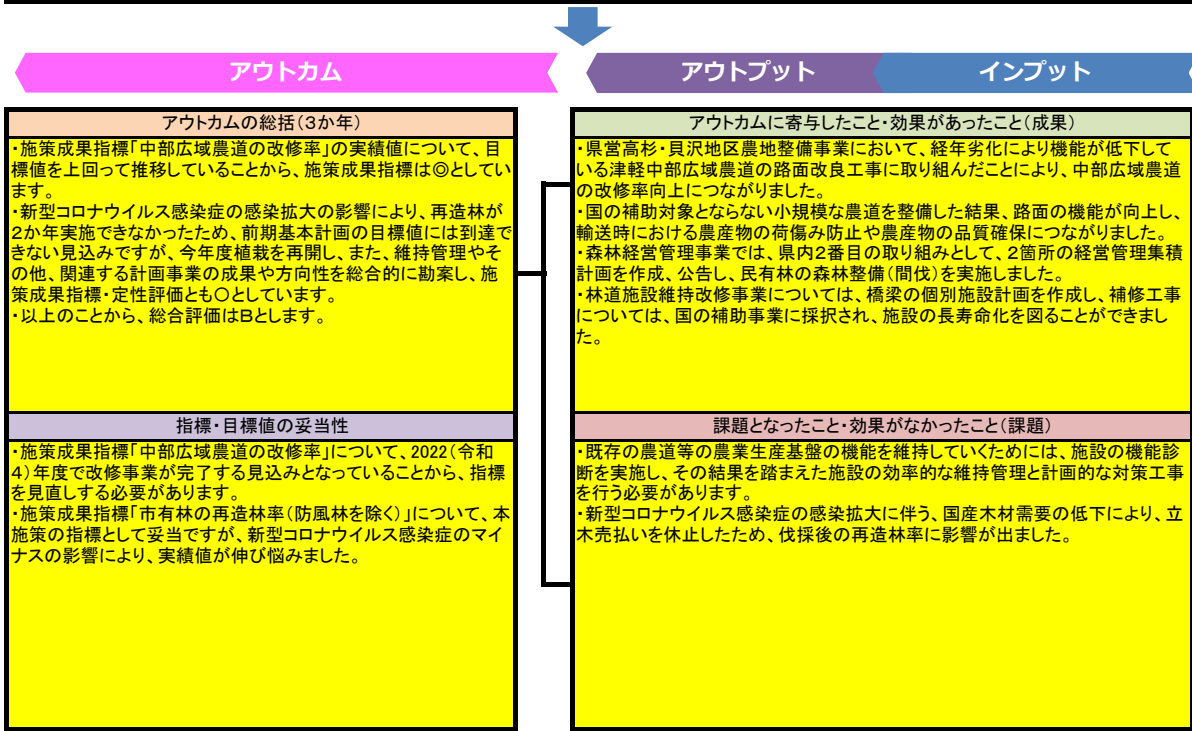 アウトカム
アウトプット
インプット
アウトカムの総括(3か年)
・施策成果指標「中部広域農道の改修率」の実績値について、目
標値を上回って推移していることから、施策成果指標は◎としてい
ます。
・新型コロナウイルス感染症の感染拡大の影響により、再造林が
2か年実施できなかったため、前期基本計画の目標値には到達で
きない見込みですが、今年度植栽を再開し、また、維持管理やそ
の他、関連する計画事業の成果や方向性を総合的に勘案し、施
策成果指標・定性評価とも○としています。
・以上のことから、総合評価はBとします。
指標・目標値の妥当性
・施策成果指標「中部広域農道の改修率」について、2022(令和
4)年度で改修事業が完了する見込みとなっていることから、指標
を見直しする必要があります。
・施策成果指標「市有林の再造林率(防風林を除く)」について、本
施策の指標として妥当ですが、新型コロナウイルス感染症のマイ
ナスの影響により、実績値が伸び悩みました。
アウトカムに寄与したこと・効果があったこと(成果)
・県営高杉・貝沢地区農地整備事業において、経年劣化により機能が低下して
いる津軽中部広域農道の路面改良工事に取り組んだことにより、中部広域農道
の改修率向上につながりました。
・国の補助対象とならない小規模な農道を整備した結果、路面の機能が向上し、
輸送時における農産物の荷傷み防止や農産物の品質確保につながりました。
・森林経営管理事業では、県内2番目の取り組みとして、2箇所の経営管理集積
計画を作成、公告し、民有林の森林整備(間伐)を実施しました。
・林道施設維持改修事業については、橋梁の個別施設計画を作成し、補修工事
については、国の補助事業に採択され、施設の長寿命化を図ることができまし
た。
課題となったこと・効果がなかったこと(課題)
・既存の農道等の農業生産基盤の機能を維持していくためには、施設の機能診
断を実施し、その結果を踏まえた施設の効率的な維持管理と計画的な対策工事
を行う必要があります。
・新型コロナウイルス感染症の感染拡大に伴う、国産木材需要の低下により、立
木売払いを休止したため、伐採後の再造林率に影響が出ました。